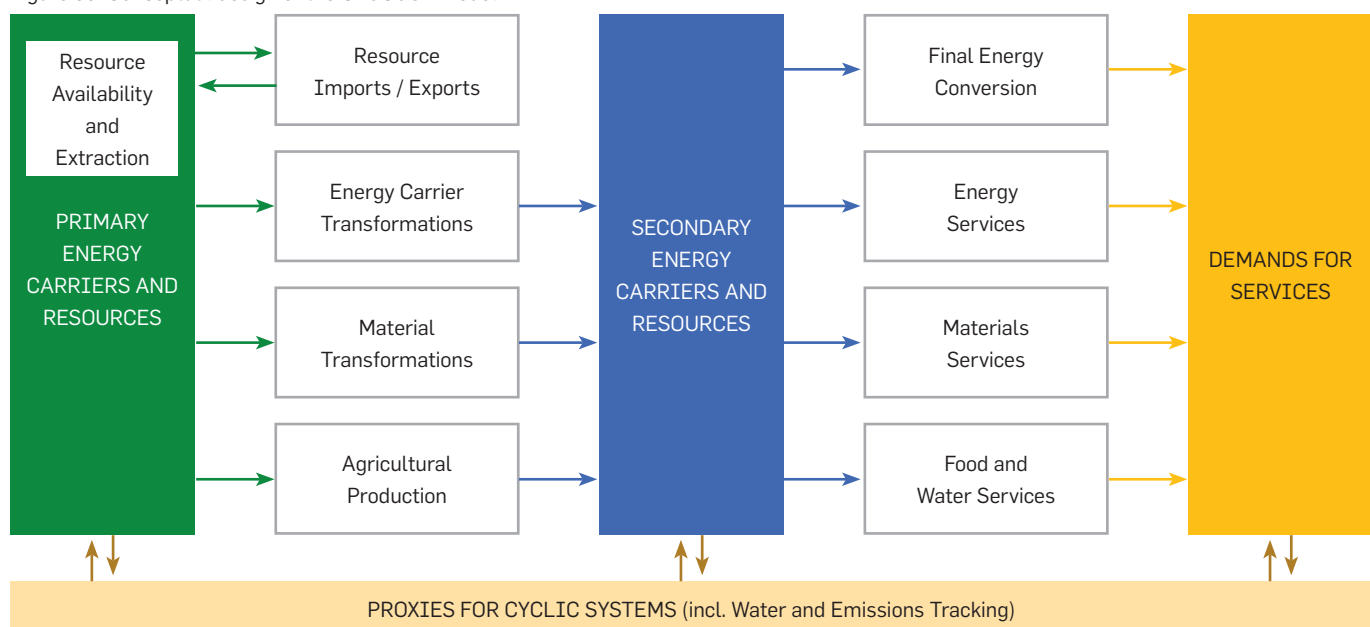 Resource
Availability
and
Extraction
PRIMARY
ENERGY
CARRIERS AND
RESOURCES
Resource
Imports / Exports
Energy Carrier
Transformations
Material
Transformations
Agricultural
Production
SECONDARY
ENERGY
CARRIERS AND
RESOURCES
Final Energy
Conversion
Energy
Services
Materials
Services
Food and
Water Services
DEMANDS FOR
SERVICES
PROXIES FOR CYCLIC SYSTEMS (incl. Water and Emissions Tracking)